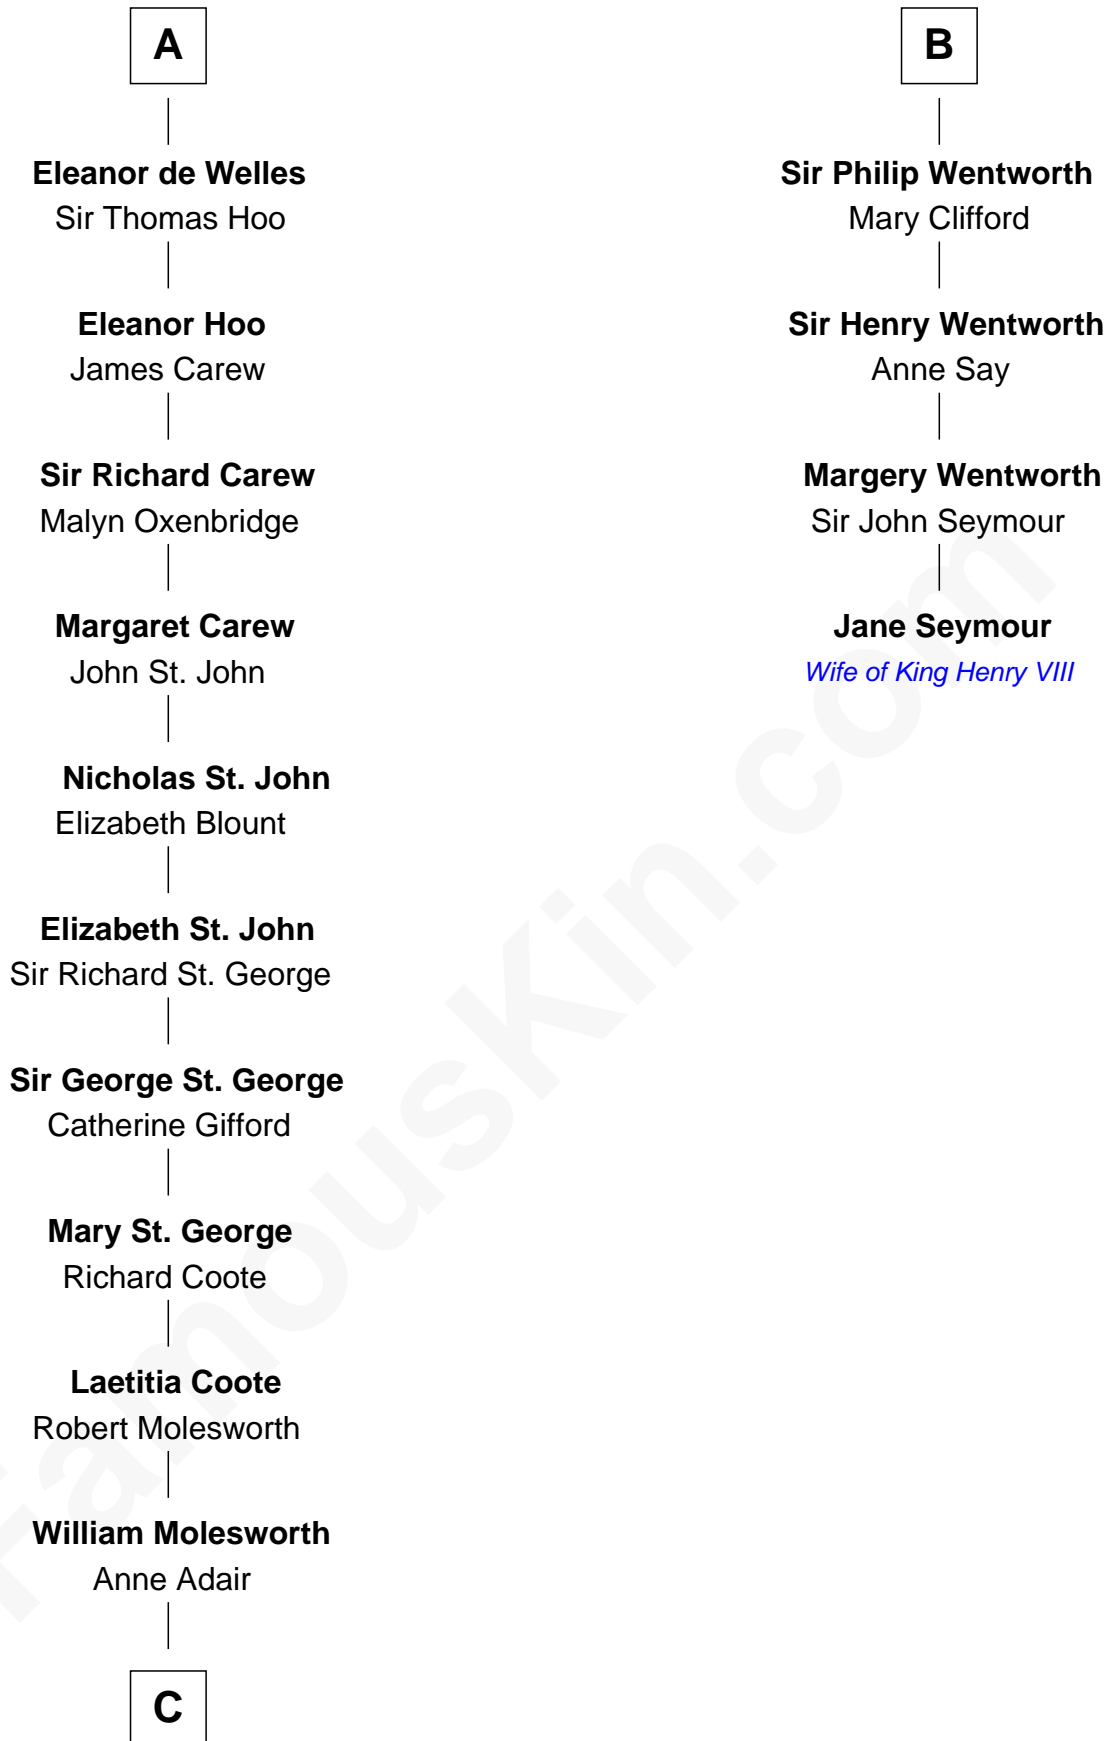 A
Eleanor de Welles
Sir Thomas Hoo
Eleanor Hoo
James Carew
Sir Richard Carew
Malyn Oxenbridge
Margaret Carew
John St. John
Nicholas St. John
Elizabeth Blount
Elizabeth St. John
Sir Richard St. George
Sir George St. George
Catherine Gifford
Mary St. George
Richard Coote
Laetitia Coote
Robert Molesworth
William Molesworth
Anne Adair
C
B
Sir Philip Wentworth
Mary Clifford
Sir Henry Wentworth
Anne Say
Margery Wentworth
Sir John Seymour
Jane Seymour
Wife of King Henry VIII
FamousKin.com